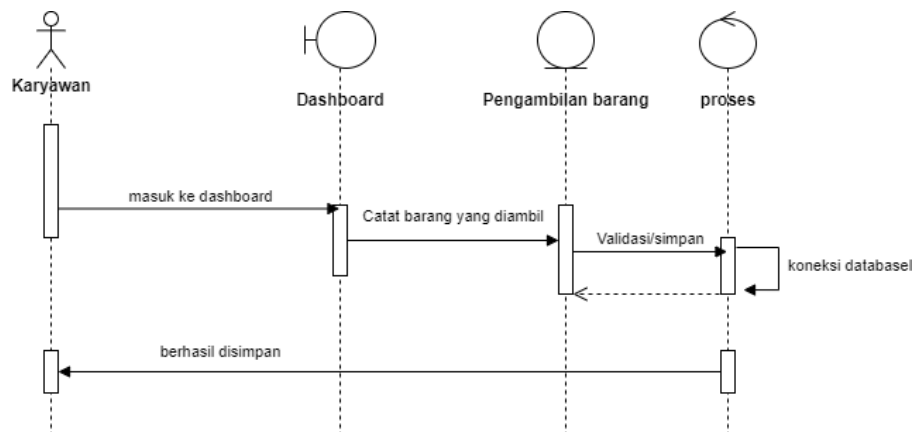 Karyawan
Dashboard
Pengambilan barang
proses
masuk ke dashboard
Catat barang yang diambil
Validasi/simpan
koneksi databasel
berhasil disimpan